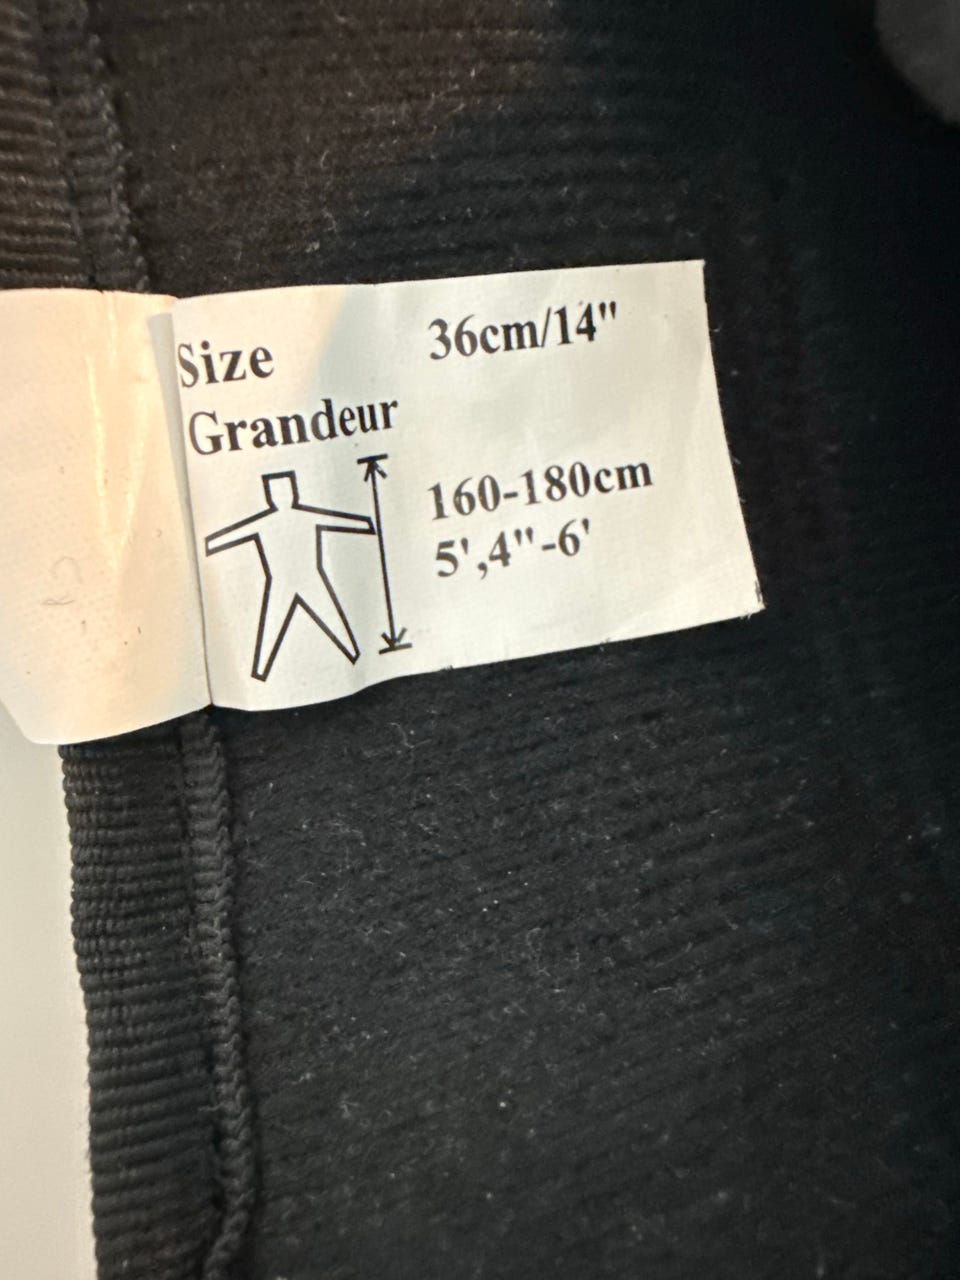 Size 36cm/14"
Grandeur
160-180cm
5',4"-6'